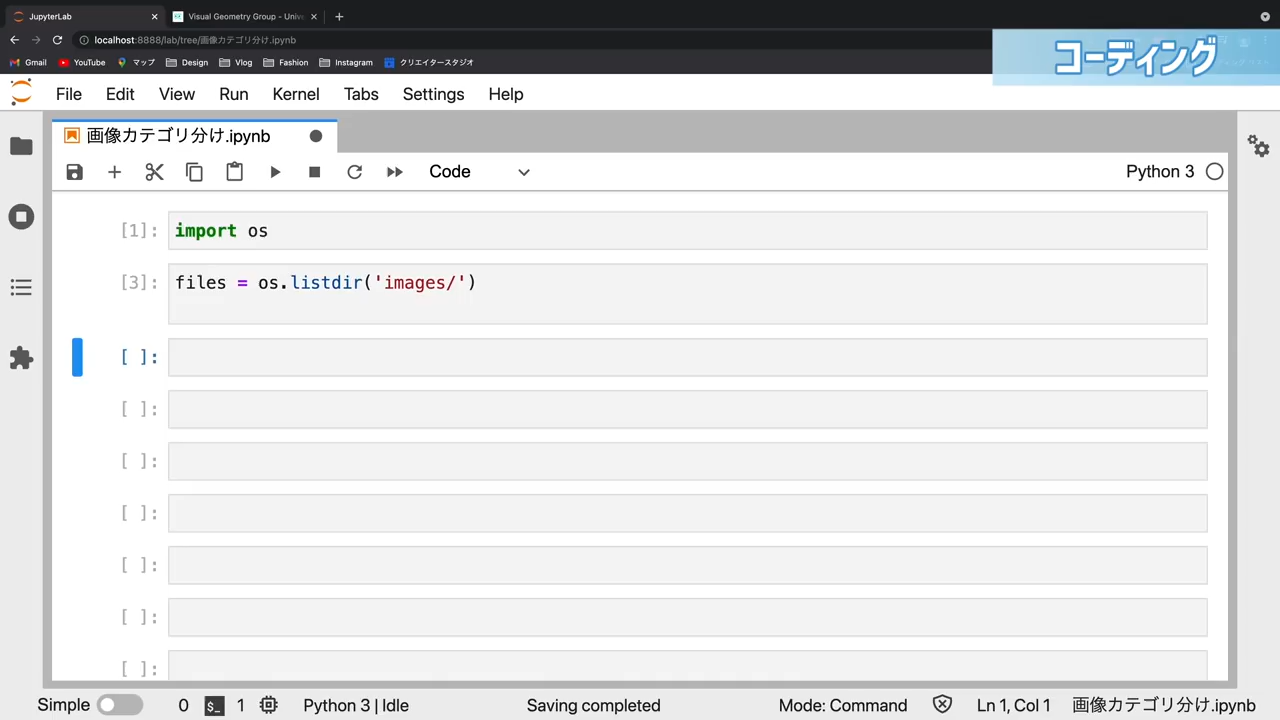 JupyterLab
Visual Geometry Group - Unive
localhost:8888/lab/tree/画像カテゴリ分け.ipynb
Gmail YouTube マップ Design Vlog Fashion Instagram クリエイタースタジオ
コーディング
File Edit View Run Kernel Tabs Settings Help
画像カテゴリ分け.ipynb
Code Python 3
[1]: import os
[3]: files = os.listdir('images/')
[ ]:
[ ]:
[ ]:
[ ]:
[ ]:
[ ]:
[ ]:
Simple 0 $_ 1 Python 3 | Idle Saving completed Mode: Command Ln 1, Col 1 画像カテゴリ分け.ipynb